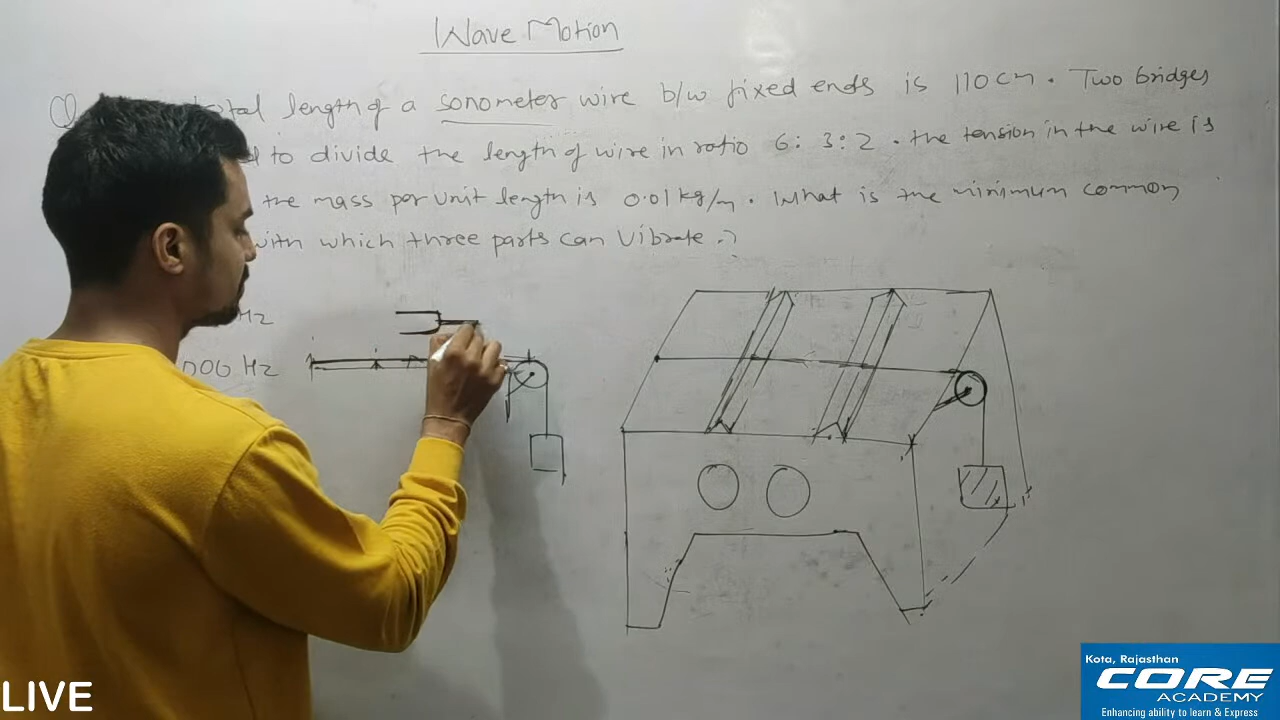 Wave Motion
Q total length of a sonometer wire b/w fixed ends is 110 cm. Two bridges
to divide the length of wire in ratio 6: 3:2. the tension in the wire is
the mass per unit length is 0.01 kg/m. What is the minimum common
with which three parts can Vibrate.?
Hz
000 Hz
LIVE
Kota, Rajasthan
CORE
ACADEMY
Enhancing ability to learn & Express